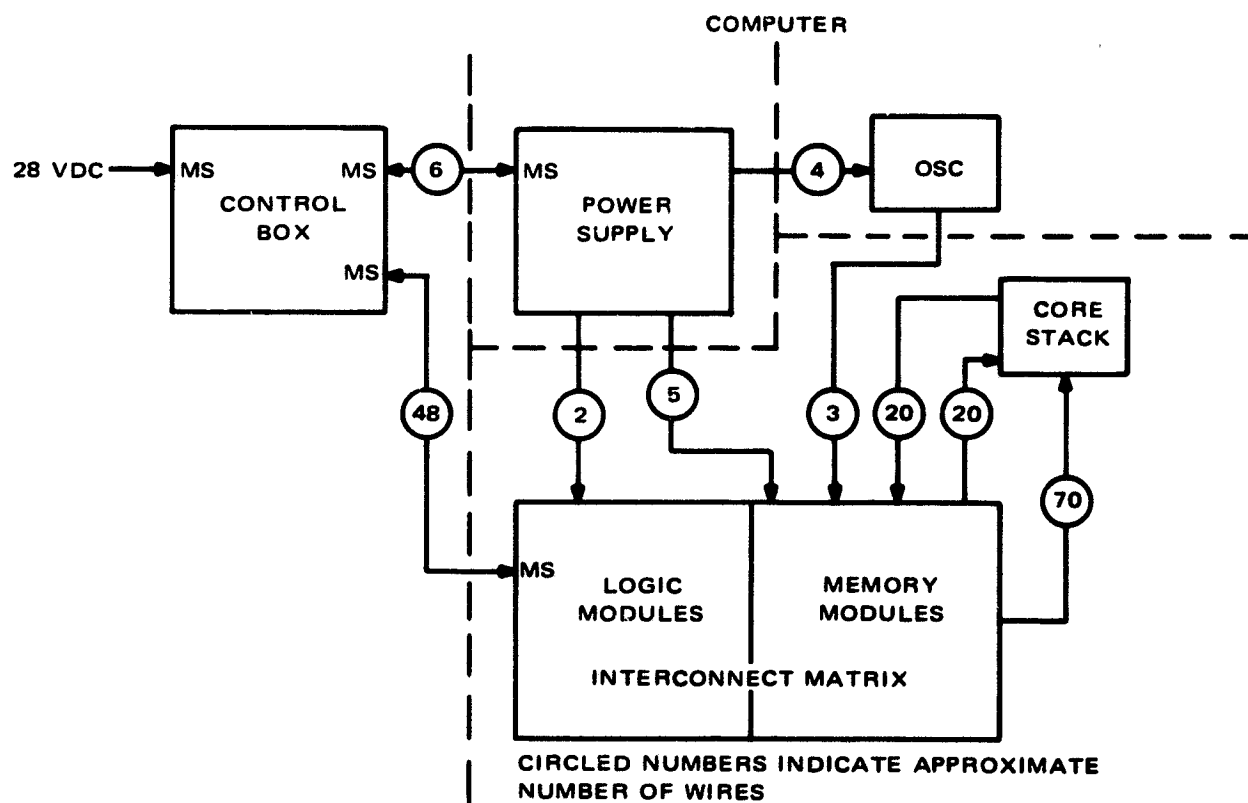 COMPUTER
28 VDC
MS
MS
CONTROL
BOX
MS
6
MS
POWER
SUPPLY
4
OSC
CORE
STACK
48
2
5
3
20
20
70
MS
LOGIC
MODULES
MEMORY
MODULES
INTERCONNECT MATRIX
CIRCLED NUMBERS INDICATE APPROXIMATE
NUMBER OF WIRES